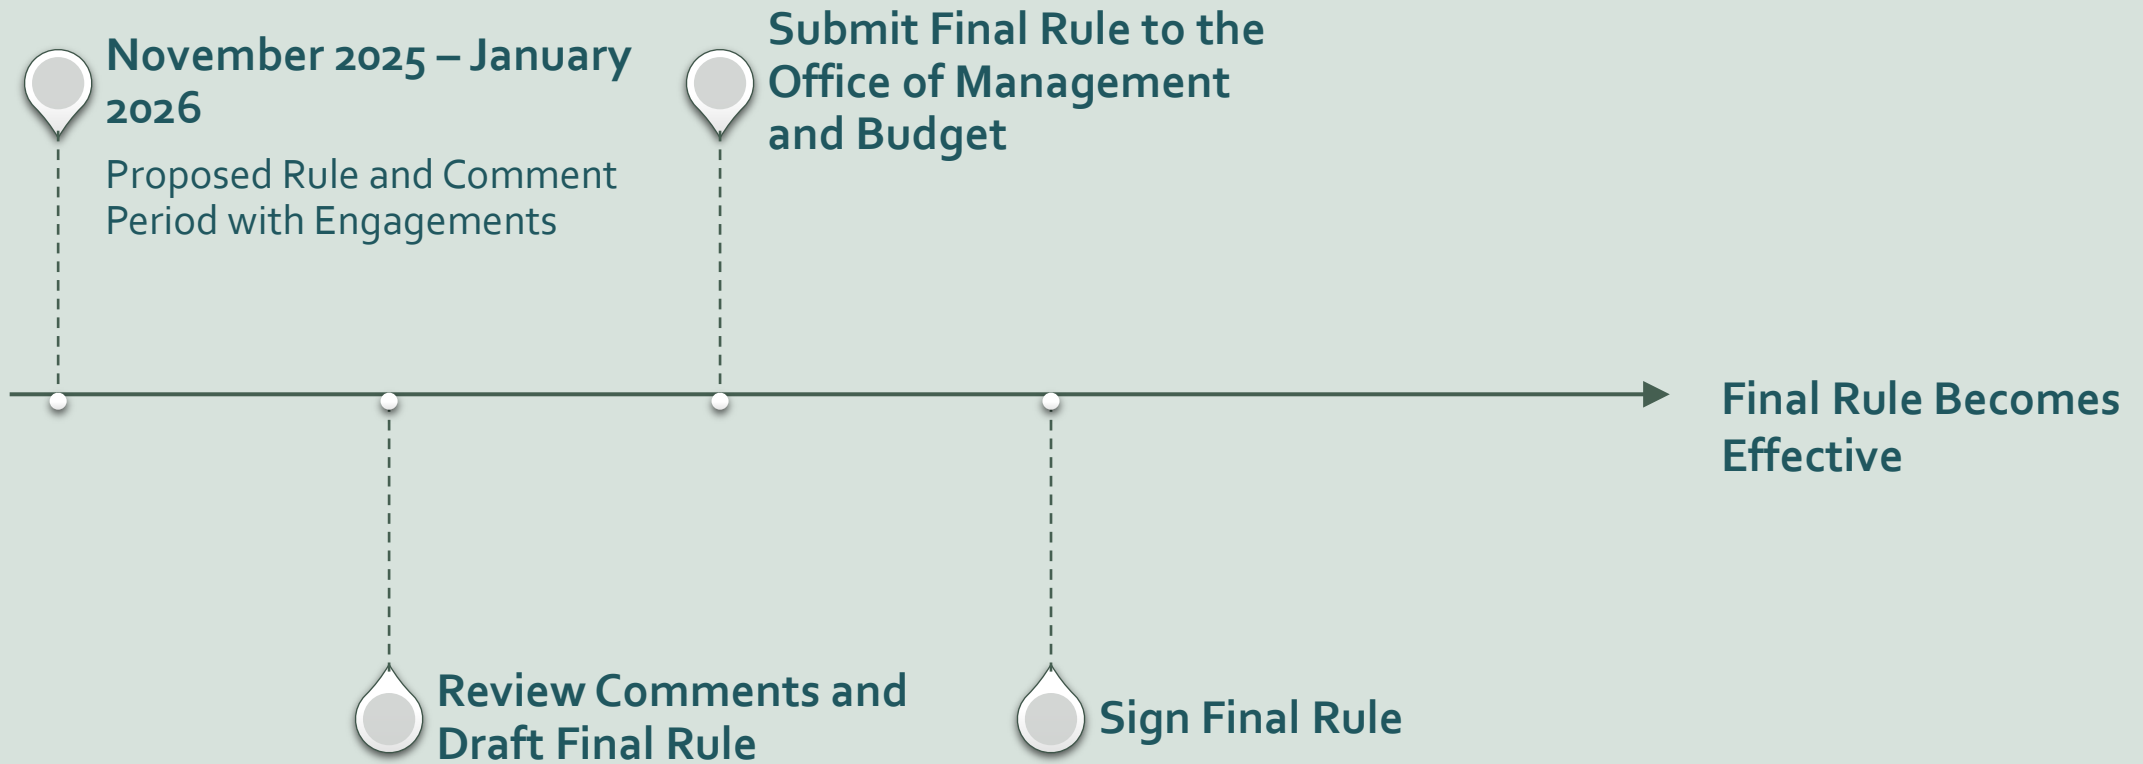 November 2025 – January
2026
Proposed Rule and Comment
Period with Engagements
Submit Final Rule to the
Office of Management
and Budget
Final Rule Becomes
Effective
Review Comments and
Draft Final Rule
Sign Final Rule